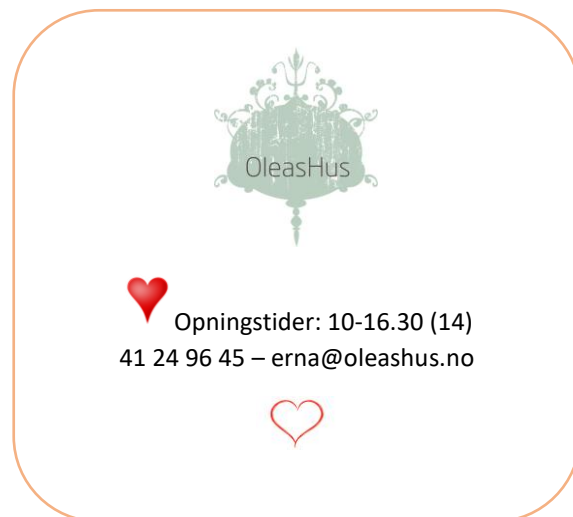 OleasHus
Opningstider: 10-16.30 (14)
41 24 96 45 – erna@oleashus.no